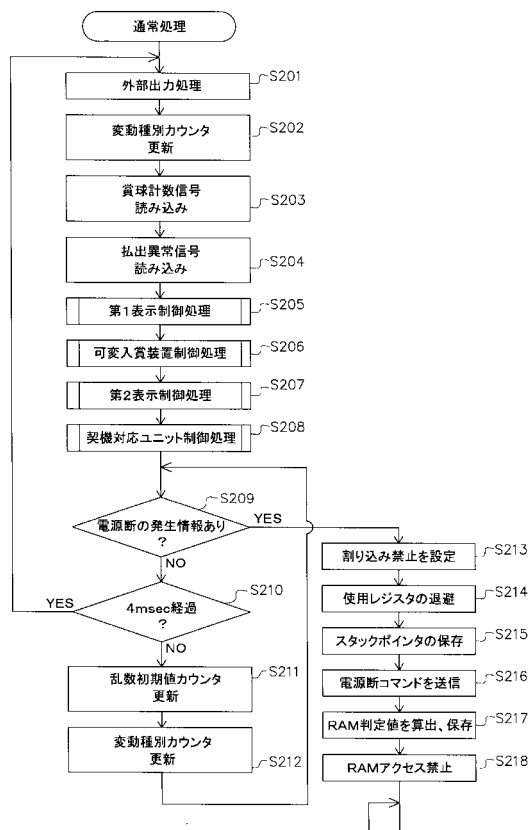 通常処理
外部出力処理
S201
変動種別カウンタ
更新
S202
賞球計数信号
読み込み
S203
払出異常信号
読み込み
S204
第1表示制御処理
S205
可変入賞装置制御処理
S206
第2表示制御処理
S207
契機対応ユニット制御処理
S208
電源断の発生情報あり
?
S209
YES
NO
4msec経過
?
S210
YES
NO
乱数初期値カウンタ
更新
S211
変動種別カウンタ
更新
S212
割り込み禁止を設定
S213
使用レジスタの退避
S214
スタックポインタの保存
S215
電源断コマンドを送信
S216
RAM判定値を算出、保存
S217
RAMアクセス禁止
S218